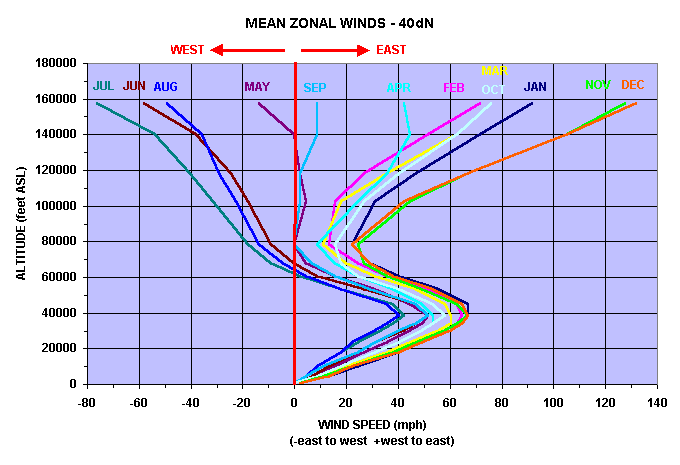 MEAN ZONAL WINDS - 40dN
WEST EAST
180000
MAR
JUL JUN AUG MAY SEP APR FEB OCT JAN NOV DEC
160000
140000
120000
100000
80000
60000
40000
20000
0
ALTITUDE (feet ASL)
-80 -60 -40 -20 0 20 40 60 80 100 120 140
WIND SPEED (mph)
(-east to west +west to east)